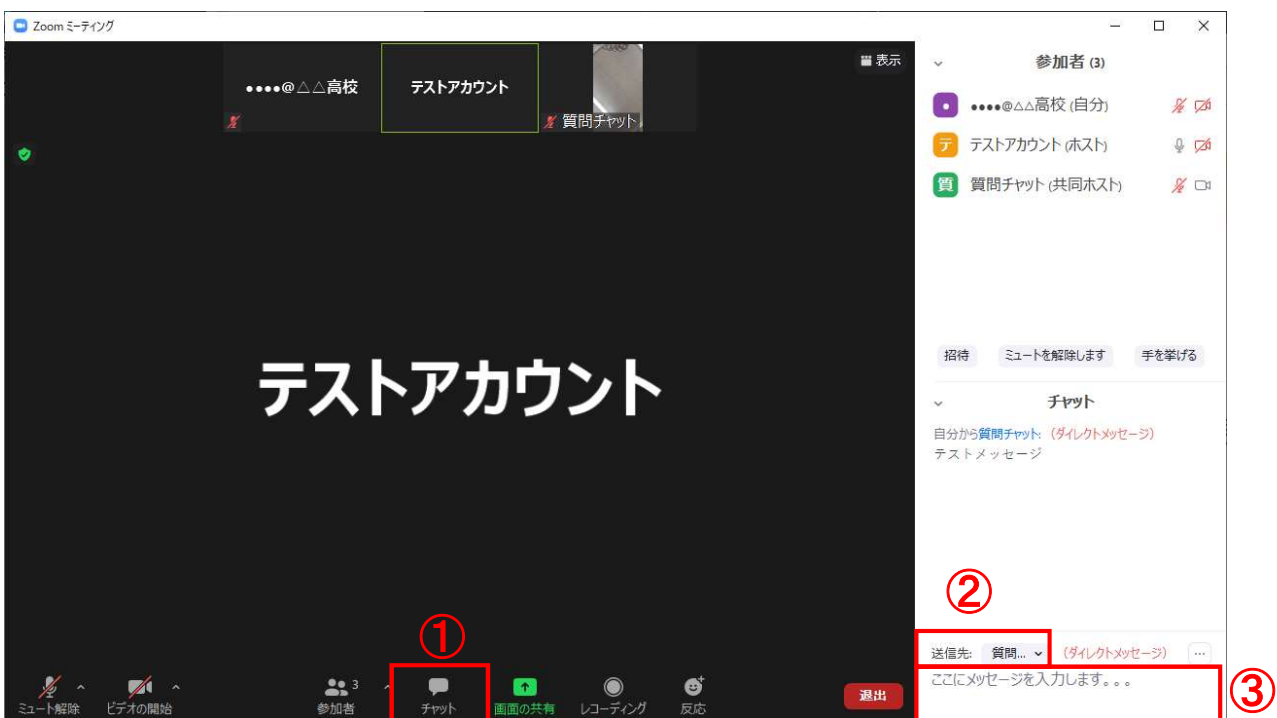 Zoom ミーティング
●●●●@△△高校
テストアカウント
質問チャット
表示
テストアカウント
ミュート解除
ビデオの開始
3
参加者
①
チャット
画面の共有
レコーディング
反応
退出
参加者 (3)
●●●●@△△高校 (自分)
テ テストアカウント (ホスト)
質 質問チャット (共同ホスト)
招待 ミュートを解除します 手を挙げる
チャット
自分から質問チャット: (ダイレクトメッセージ)
テストメッセージ
②
送信先: 質問... (ダイレクトメッセージ) ...
ここにメッセージを入力します。。。
③